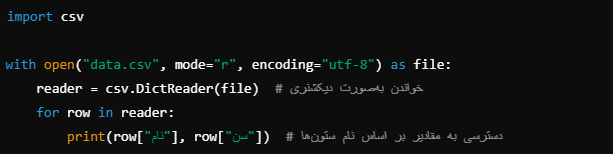 import csv
with open("data.csv", mode="r", encoding="utf-8") as file:
    reader = csv.DictReader(file)  # خواندن به‌صورت دیکشنری
    for row in reader:
        print(row["نام"], row["سن"])  # دسترسی به مقادیر بر اساس نام ستون‌ها